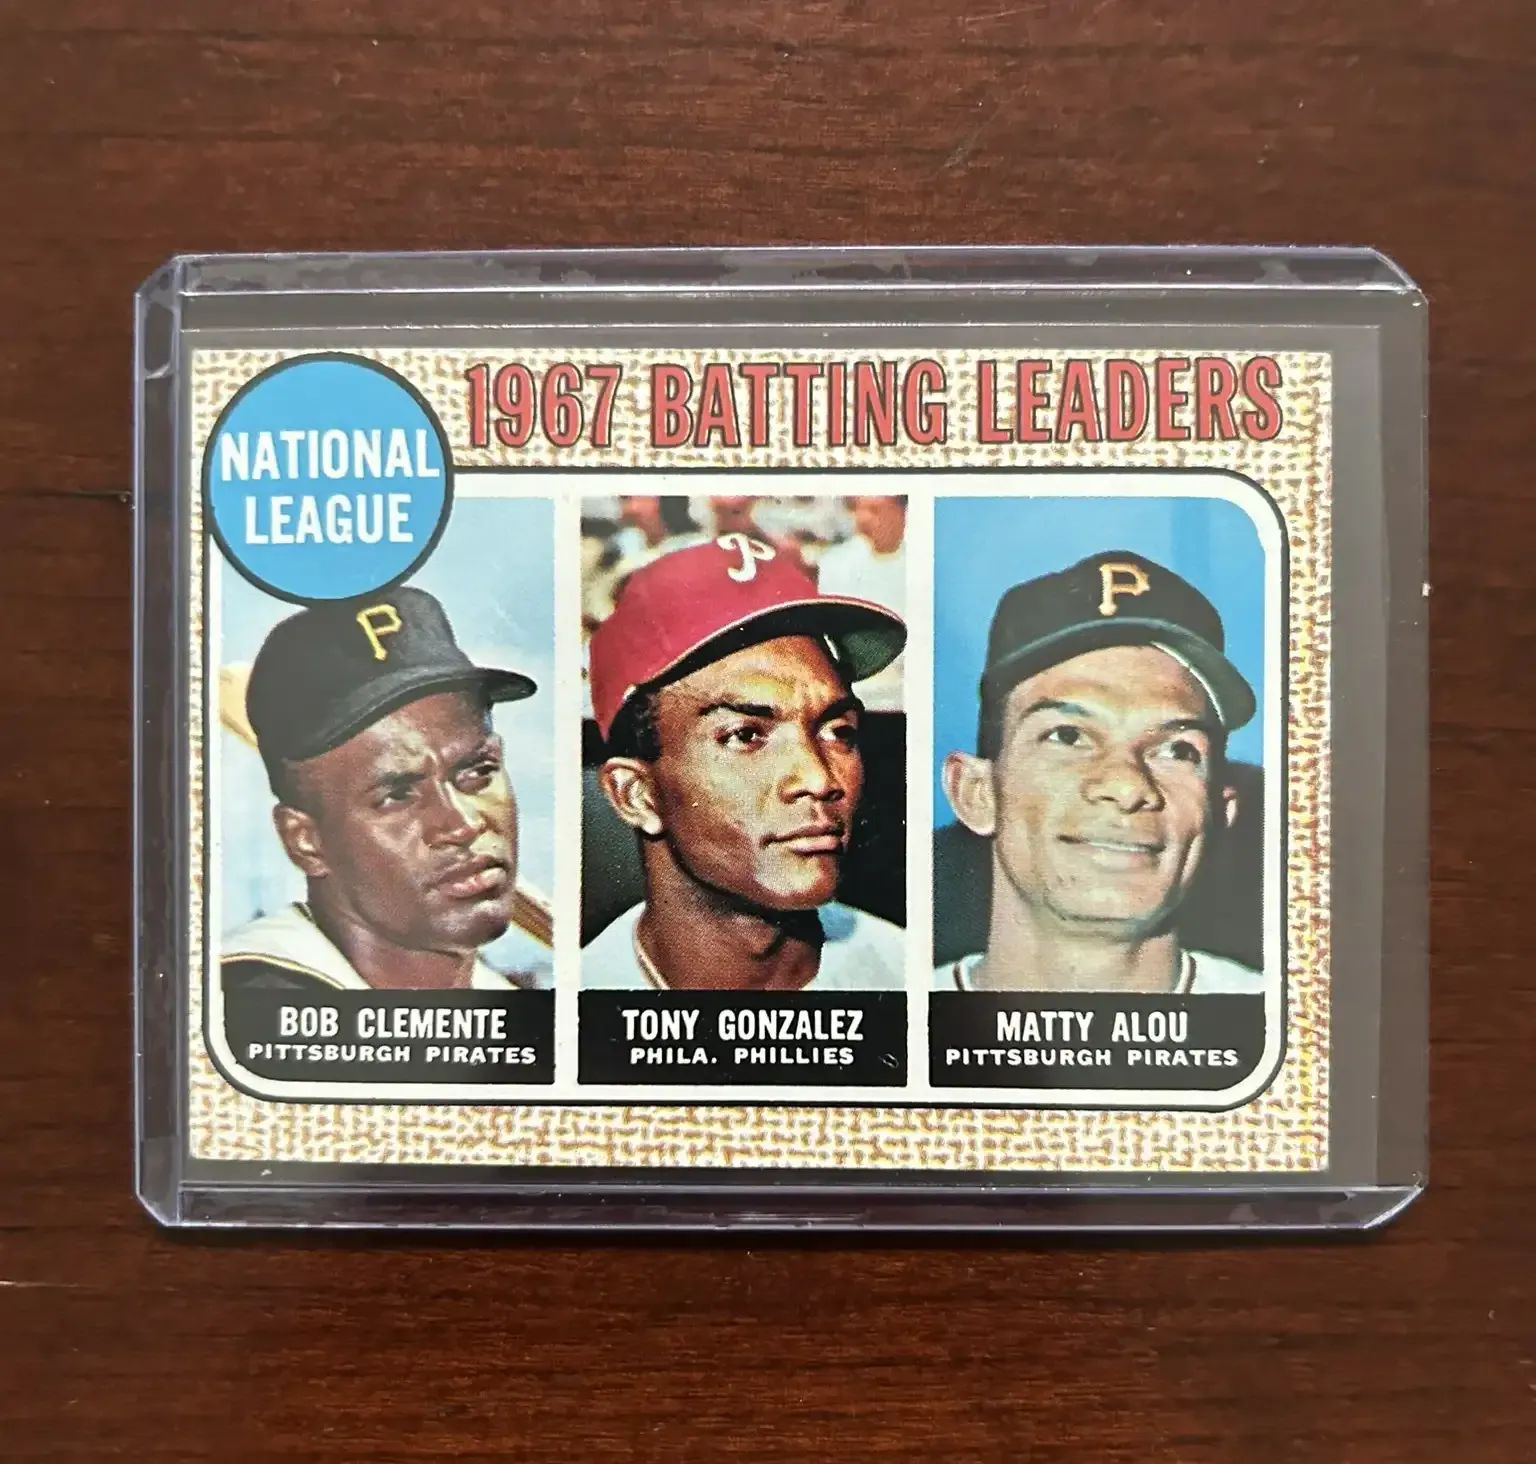 1967 BATTING LEADERS
NATIONAL
LEAGUE
P
P
P
BOB CLEMENTE
PITTSBURGH PIRATES
TONY GONZALEZ
PHILA. PHILLIES
MATTY ALOU
PITTSBURGH PIRATES